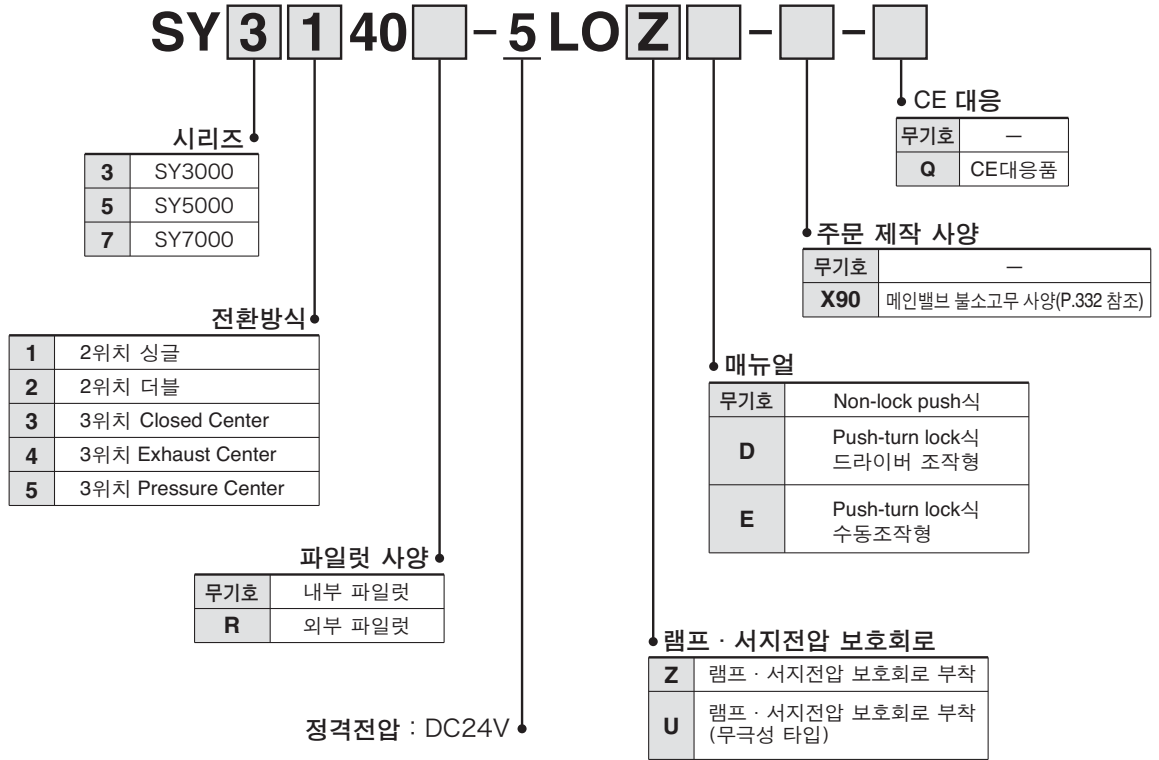 SY 3 1 40 - 5 LO Z - -
CE 대응
무기호 —
Q CE대응품
시리즈
3 SY3000
5 SY5000
7 SY7000
주문 제작 사양
무기호 —
X90 메인밸브 불소고무 사양(P.332 참조)
전환방식
1 2위치 싱글
2 2위치 더블
3 3위치 Closed Center
4 3위치 Exhaust Center
5 3위치 Pressure Center
매뉴얼
무기호 Non-lock push식
D Push-turn lock식
드라이버 조작형
E Push-turn lock식
수동조작형
파일럿 사양
무기호 내부 파일럿
R 외부 파일럿
램프 · 서지전압 보호회로
Z 램프 · 서지전압 보호회로 부착
U 램프 · 서지전압 보호회로 부착
(무극성 타입)
정격전압 : DC24V